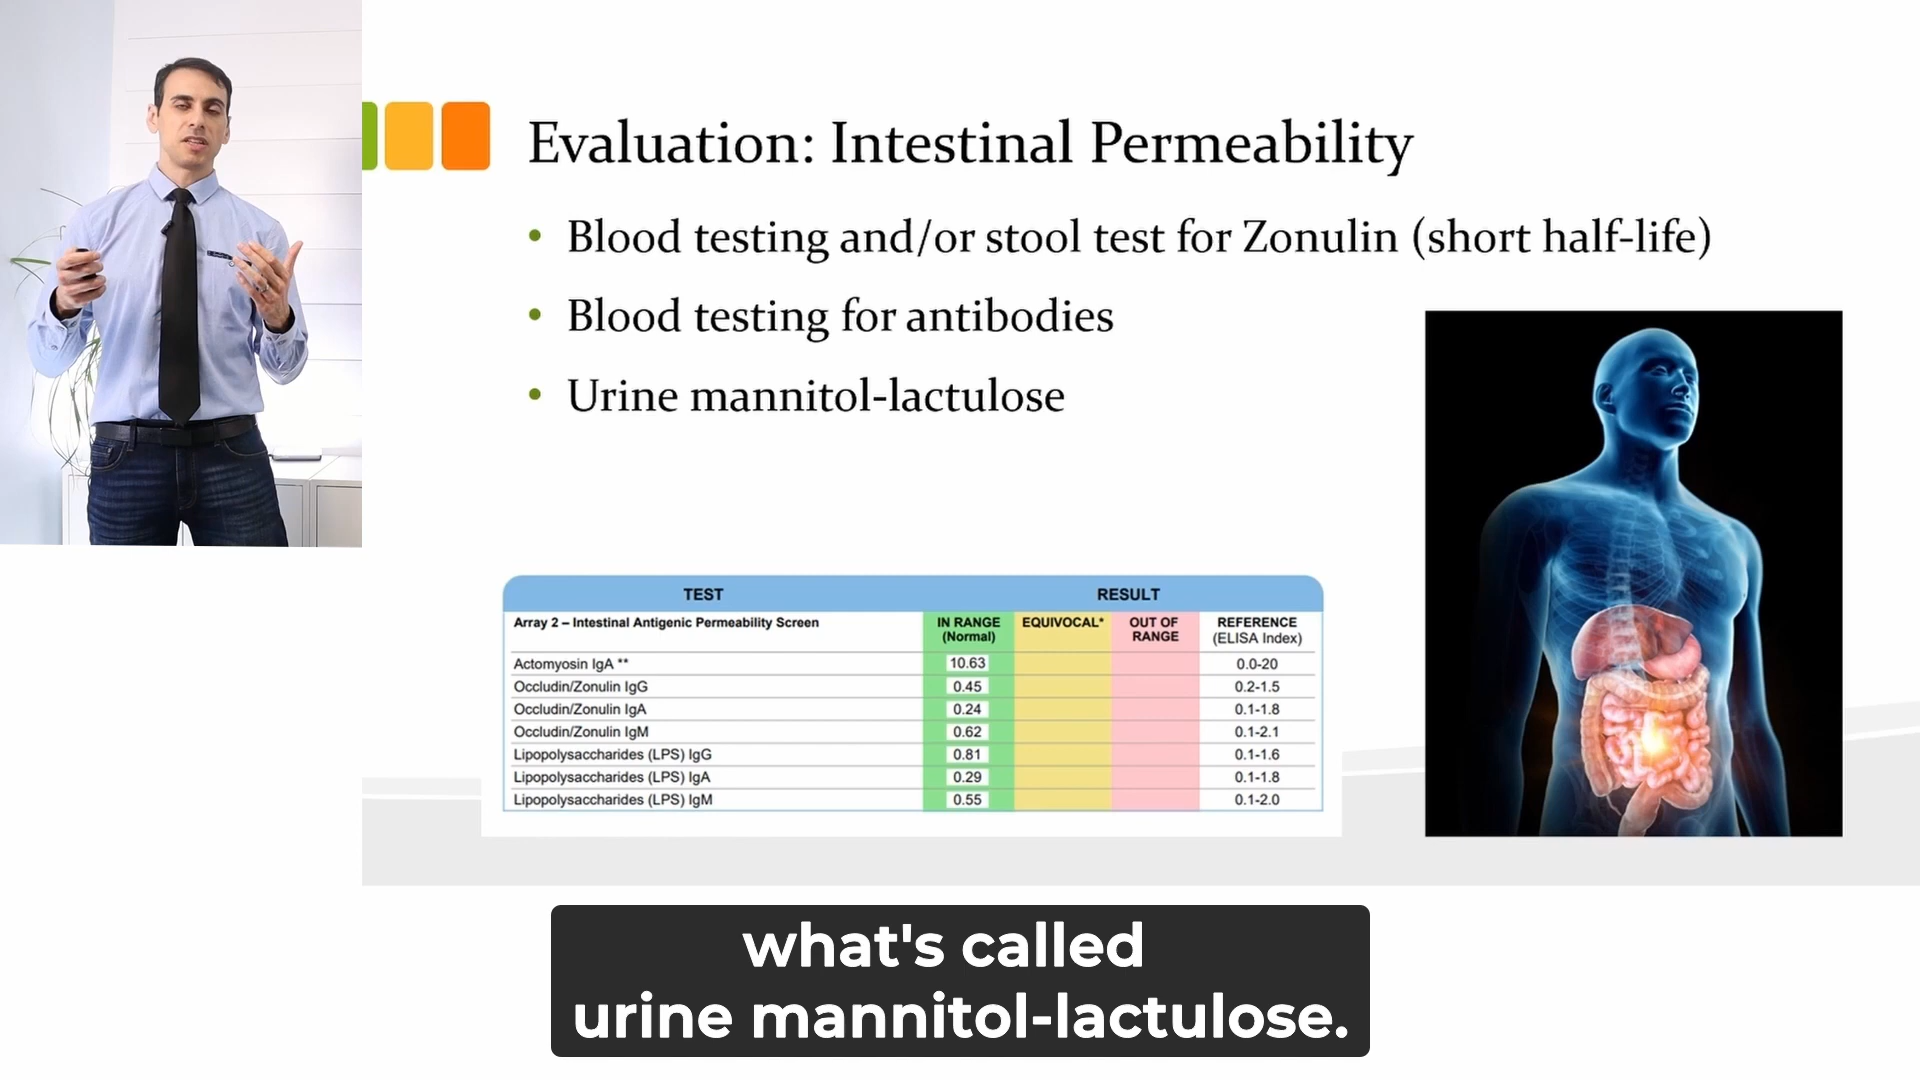 Evaluation: Intestinal Permeability
• Blood testing and/or stool test for Zonulin (short half-life)
• Blood testing for antibodies
• Urine mannitol-lactulose
TEST RESULT
Array 2 – Intestinal Antigenic Permeability Screen IN RANGE (Normal) EQUIVOCAL* OUT OF RANGE REFERENCE (ELISA Index)
Actomyosin IgA ** 10.63 0.0-20
Occludin/Zonulin IgG 0.45 0.2-1.5
Occludin/Zonulin IgA 0.24 0.1-1.8
Occludin/Zonulin IgM 0.62 0.1-2.1
Lipopolysaccharides (LPS) IgG 0.81 0.1-1.6
Lipopolysaccharides (LPS) IgA 0.29 0.1-1.8
Lipopolysaccharides (LPS) IgM 0.55 0.1-2.0
what's called
urine mannitol-lactulose.